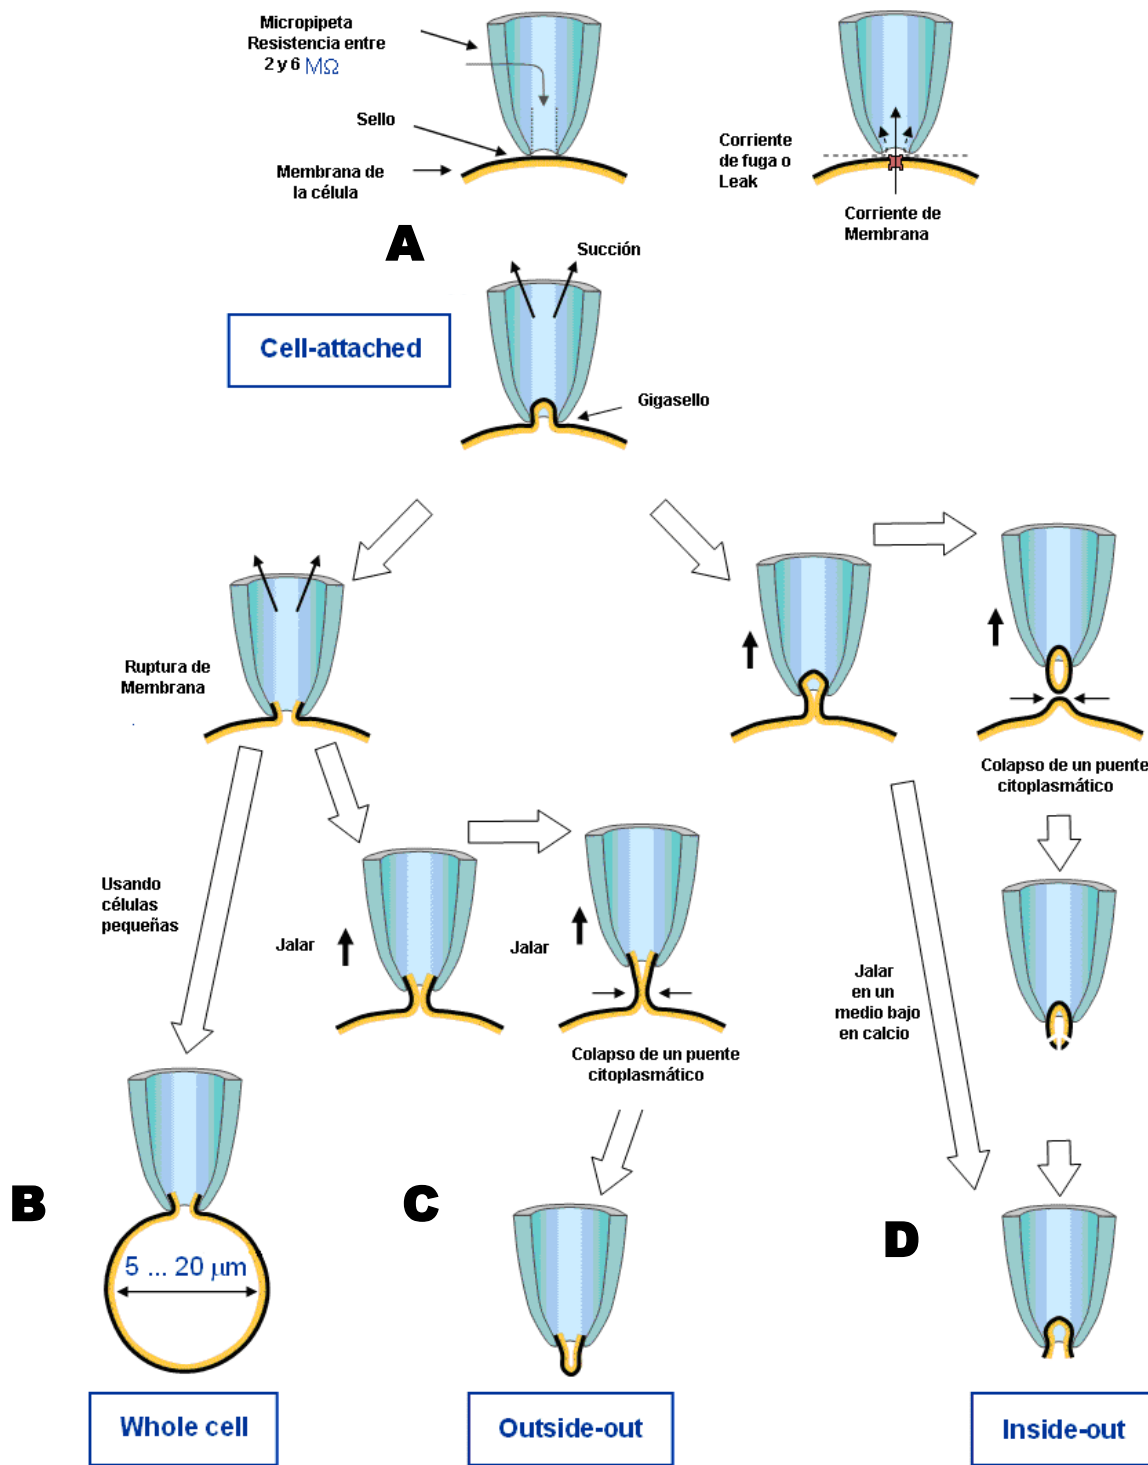 Micropipeta
Resistencia entre
2 y 6 MΩ
Sello
Membrana de
la célula
Corriente
de fuga o
Leak
Corriente de
Membrana
A
Succión
Cell-attached
Gigasello
Ruptura de
Membrana
Colapso de un puente
citoplasmático
Usando
células
pequeñas
Jalar
Jalar
Jalar
en un
medio bajo
en calcio
Colapso de un puente
citoplasmático
B
5 ... 20 μm
C
D
Whole cell
Outside-out
Inside-out